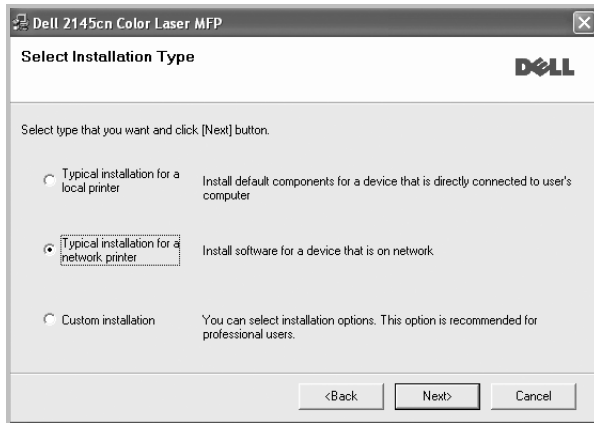 Dell 2145cn Color Laser MFP
Select Installation Type
DELL
Select type that you want and click [Next] button.
Typical installation for a
local printer
Install default components for a device that is directly connected to user's
computer
Typical installation for a
network printer
Install software for a device that is on network
Custom installation
You can select installation options. This option is recommended for
professional users.
<Back
Next>
Cancel